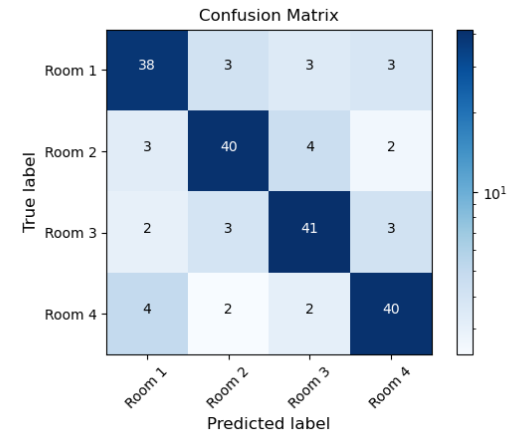 Confusion Matrix
Room 1 38 3 3 3
Room 2 3 40 4 2
Room 3 2 3 41 3
Room 4 4 2 2 40
Room 1 Room 2 Room 3 Room 4
Predicted label
True label
10¹